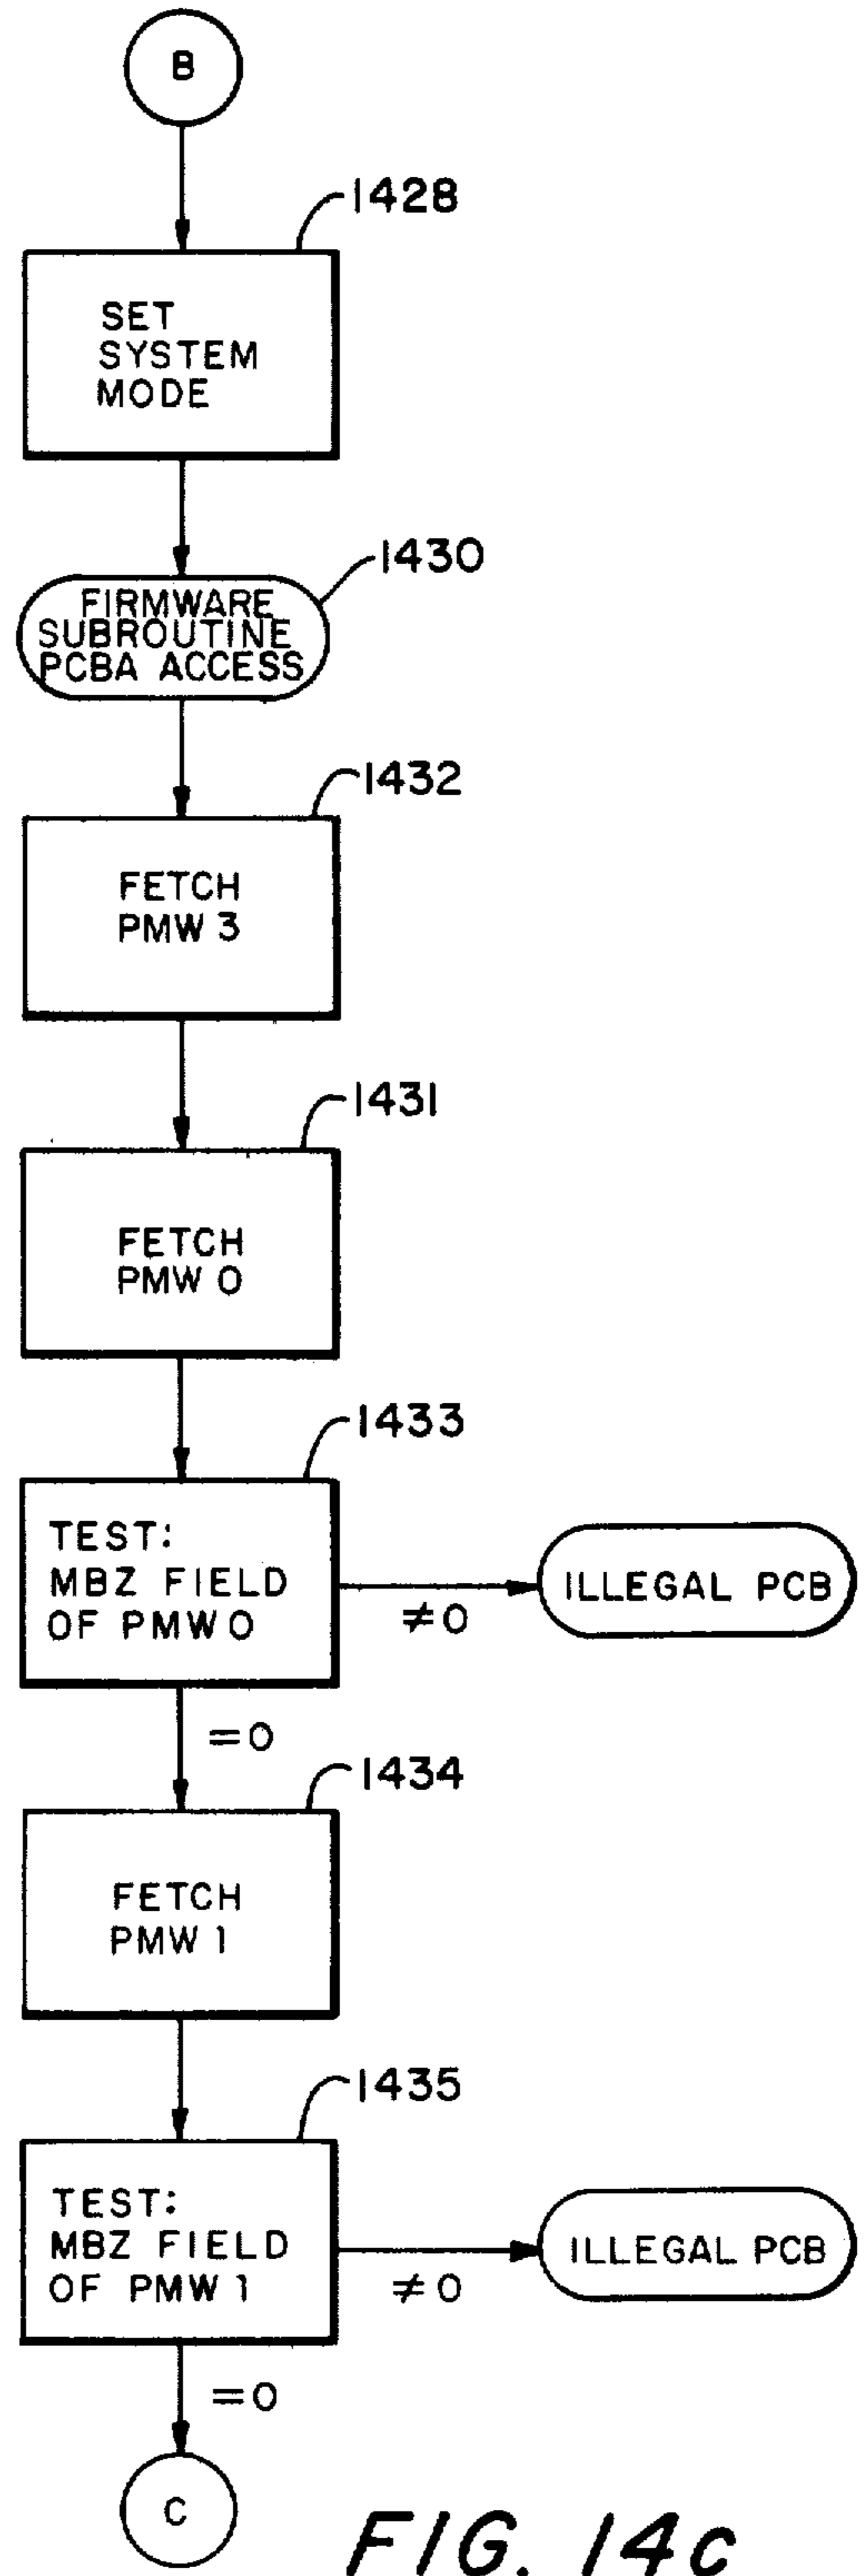 B
1428
SET
SYSTEM
MODE
1430
FIRMWARE
SUBROUTINE
PCBA ACCESS
1432
FETCH
PMW 3
1431
FETCH
PMW 0
1433
TEST:
MBZ FIELD
OF PMW 0
≠0
ILLEGAL PCB
=0
1434
FETCH
PMW 1
1435
TEST:
MBZ FIELD
OF PMW 1
≠0
ILLEGAL PCB
=0
C
FIG. 14c